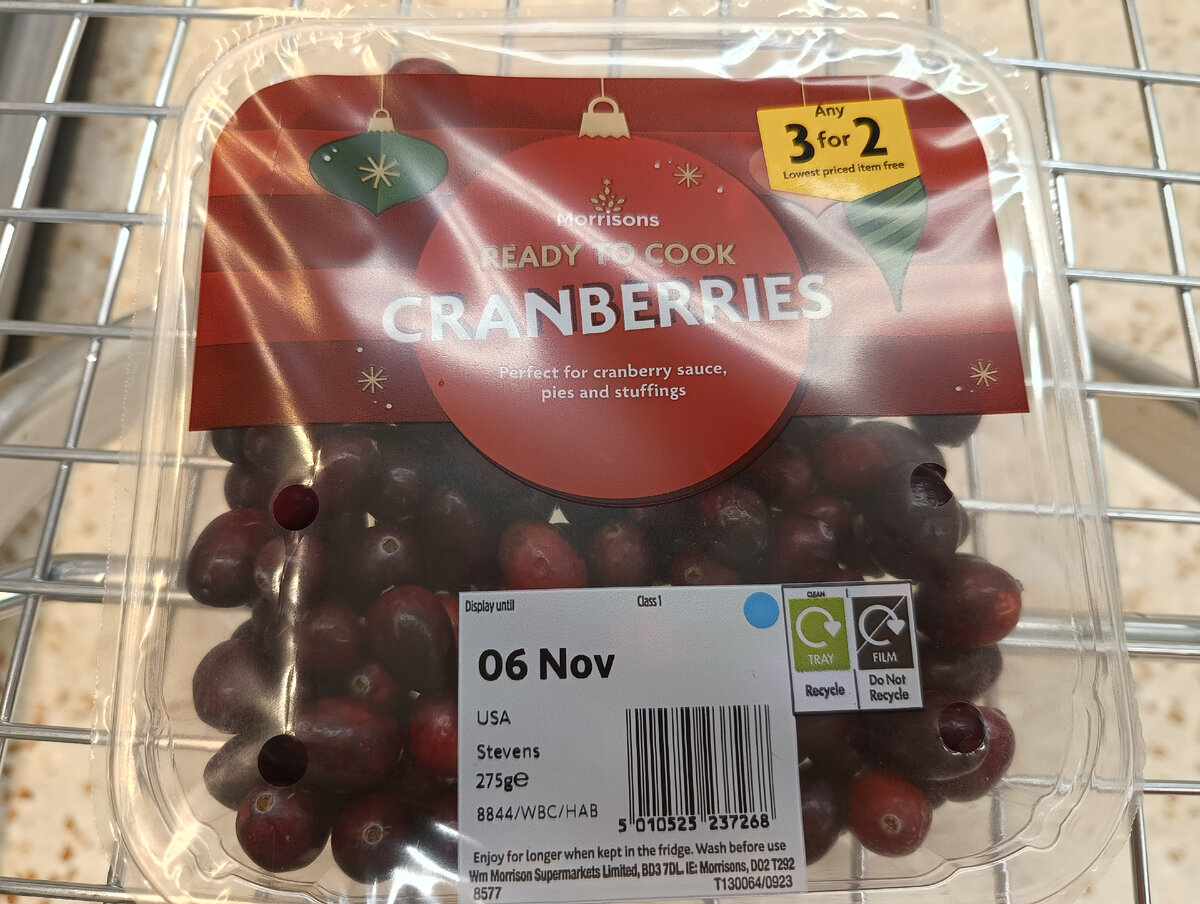 Any
3 for 2
Lowest priced item free
Morrisons
READY TO COOK
CRANBERRIES
Perfect for cranberry sauce,
pies and stuffings
Display until
Class 1
06 Nov
USA
Stevens
275g℮
8844/WBC/HAB
5 010525 237268
Enjoy for longer when kept in the fridge. Wash before use
Wm Morrison Supermarkets Limited, BD3 7DL. IE: Morrisons, D02 T292
8577
T130064/0923
CLEAN
TRAY
Recycle
FILM
Do Not
Recycle